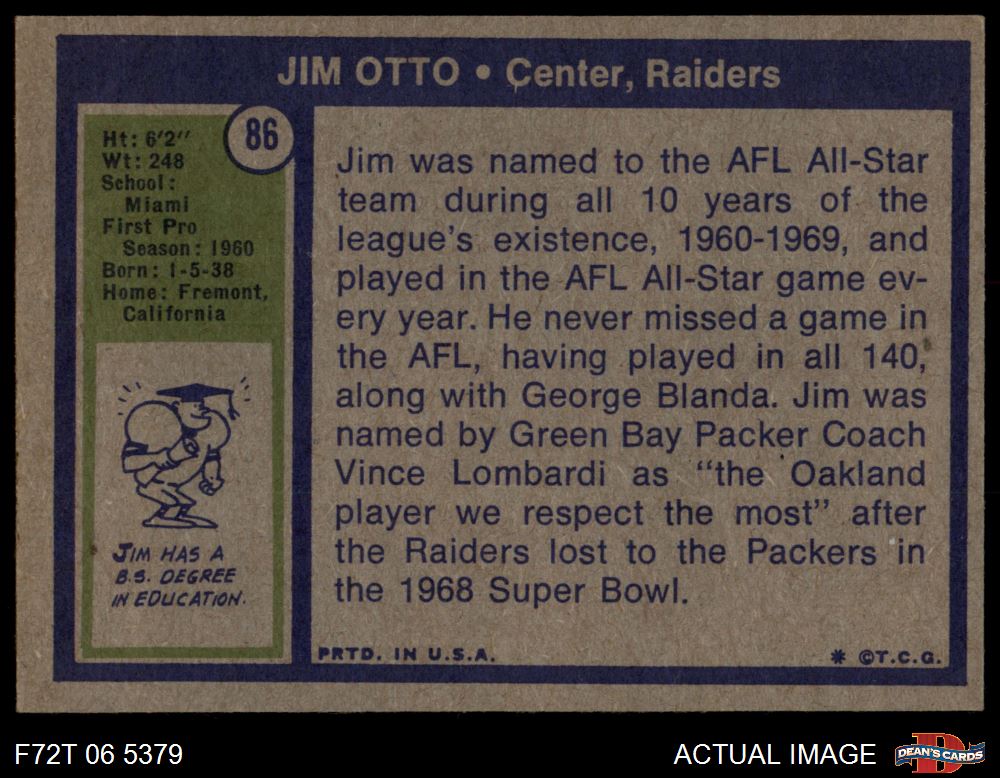 JIM OTTO • Center, Raiders
86
Ht: 6'2"
Wt: 248
School:
Miami
First Pro
Season: 1960
Born: 1-5-38
Home: Fremont,
California
JIM HAS A
B.S. DEGREE
IN EDUCATION.
Jim was named to the AFL All-Star
team during all 10 years of the
league's existence, 1960-1969, and
played in the AFL All-Star game ev-
ery year. He never missed a game in
the AFL, having played in all 140,
along with George Blanda. Jim was
named by Green Bay Packer Coach
Vince Lombardi as "the Oakland
player we respect the most" after
the Raiders lost to the Packers in
the 1968 Super Bowl.
PRTD. IN U.S.A.
* ©T.C.G.
F72T 06 5379
ACTUAL IMAGE
DEAN'S CARDS